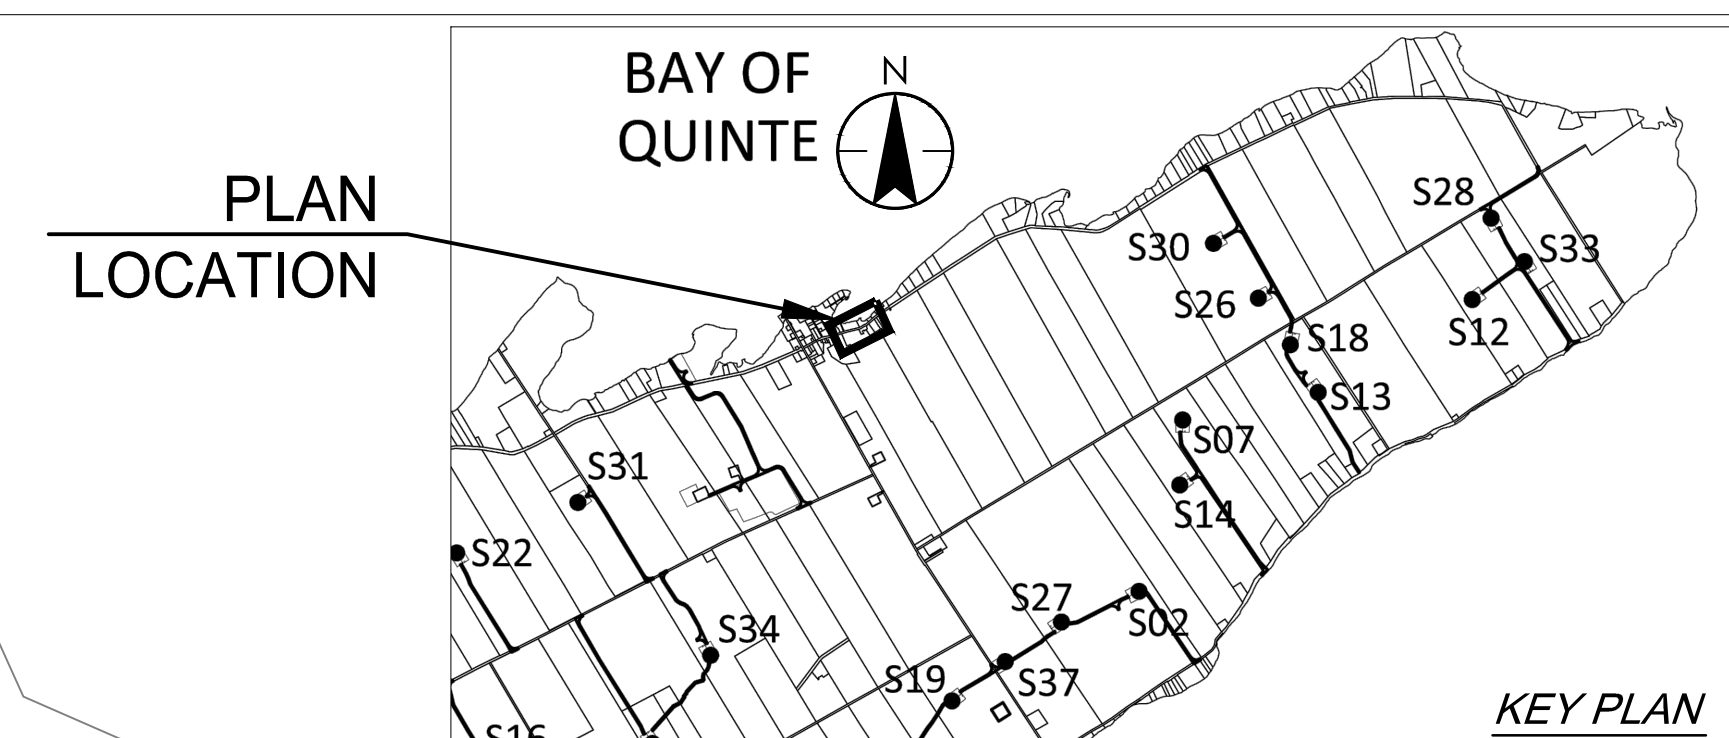 BAY OF
QUINTE
N
PLAN
LOCATION
S28
S30
S33
S26
S12
S18
S13
S07
S31
S14
S22
S27
S02
S34
S19
S37
KEY PLAN
S16